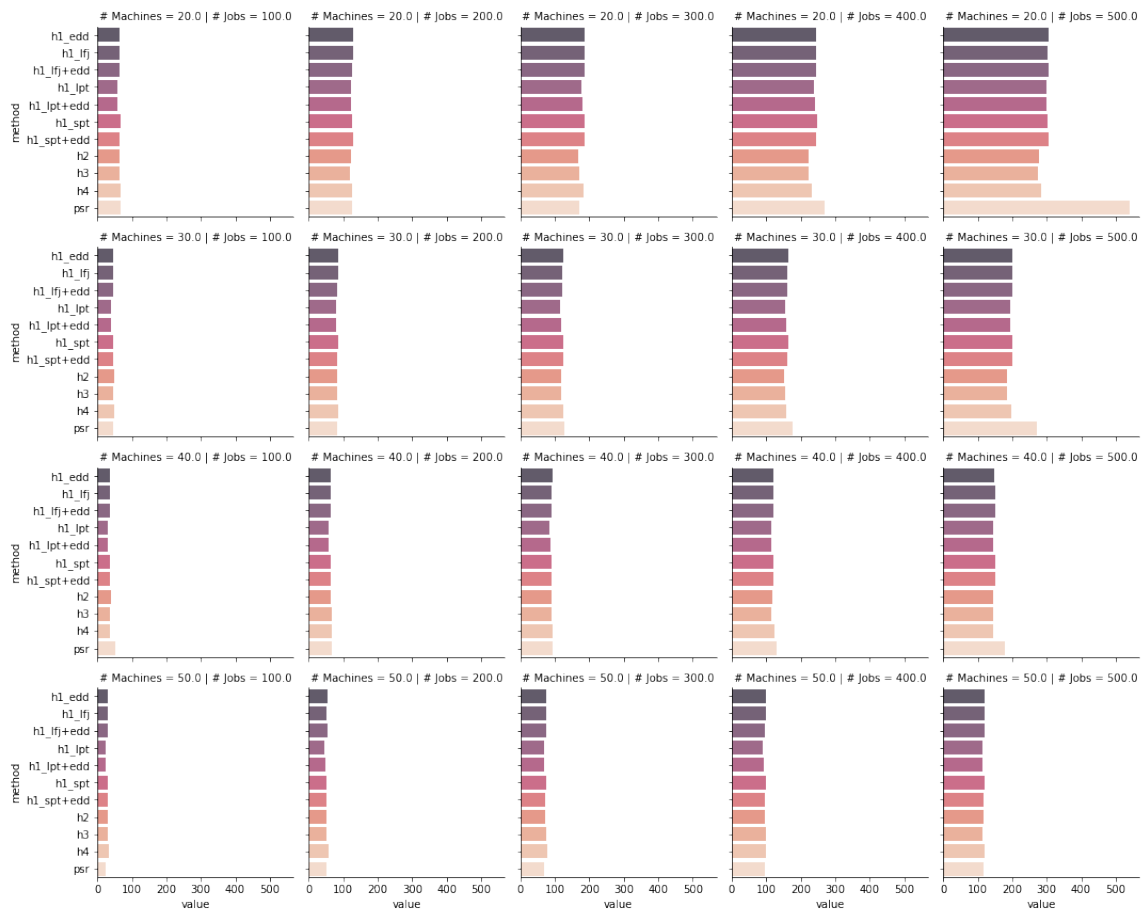 # Machines = 20.0 | # Jobs = 100.0
# Machines = 20.0 | # Jobs = 200.0
# Machines = 20.0 | # Jobs = 300.0
# Machines = 20.0 | # Jobs = 400.0
# Machines = 20.0 | # Jobs = 500.0
method
h1_edd
h1_lfj
h1_lfj+edd
h1_lpt
h1_lpt+edd
h1_spt
h1_spt+edd
h2
h3
h4
psr
# Machines = 30.0 | # Jobs = 100.0
# Machines = 30.0 | # Jobs = 200.0
# Machines = 30.0 | # Jobs = 300.0
# Machines = 30.0 | # Jobs = 400.0
# Machines = 30.0 | # Jobs = 500.0
method
h1_edd
h1_lfj
h1_lfj+edd
h1_lpt
h1_lpt+edd
h1_spt
h1_spt+edd
h2
h3
h4
psr
# Machines = 40.0 | # Jobs = 100.0
# Machines = 40.0 | # Jobs = 200.0
# Machines = 40.0 | # Jobs = 300.0
# Machines = 40.0 | # Jobs = 400.0
# Machines = 40.0 | # Jobs = 500.0
method
h1_edd
h1_lfj
h1_lfj+edd
h1_lpt
h1_lpt+edd
h1_spt
h1_spt+edd
h2
h3
h4
psr
# Machines = 50.0 | # Jobs = 100.0
# Machines = 50.0 | # Jobs = 200.0
# Machines = 50.0 | # Jobs = 300.0
# Machines = 50.0 | # Jobs = 400.0
# Machines = 50.0 | # Jobs = 500.0
method
h1_edd
h1_lfj
h1_lfj+edd
h1_lpt
h1_lpt+edd
h1_spt
h1_spt+edd
h2
h3
h4
psr
0 100 200 300 400 500
0 100 200 300 400 500
0 100 200 300 400 500
0 100 200 300 400 500
0 100 200 300 400 500
value
value
value
value
value